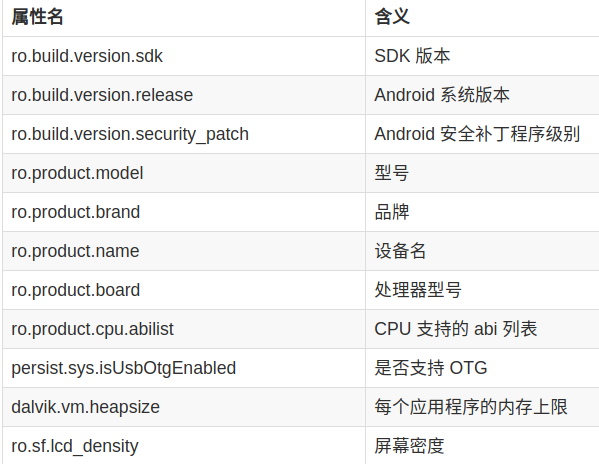 属性名 含义
ro.build.version.sdk SDK 版本
ro.build.version.release Android 系统版本
ro.build.version.security_patch Android 安全补丁程序级别
ro.product.model 型号
ro.product.brand 品牌
ro.product.name 设备名
ro.product.board 处理器型号
ro.product.cpu.abilist CPU 支持的 abi 列表
persist.sys.isUsbOtgEnabled 是否支持 OTG
dalvik.vm.heapsize 每个应用程序的内存上限
ro.sf.lcd_density 屏幕密度